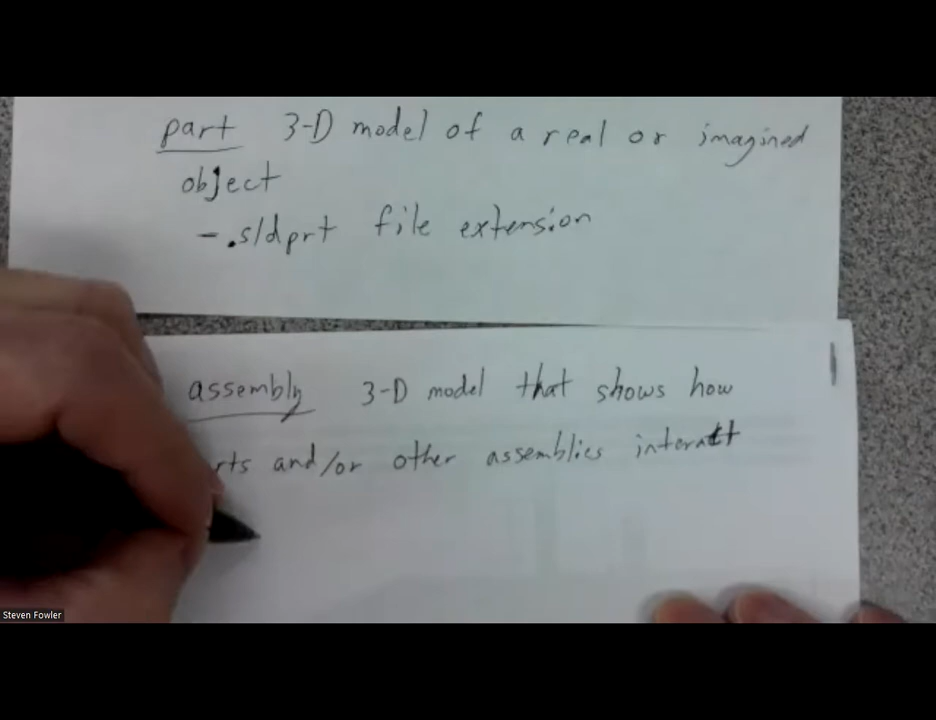 part 3-D model of a real or imagined
object
- .sldprt file extension
assembly 3-D model that shows how
rts and/or other assemblies interact
Steven Fowler